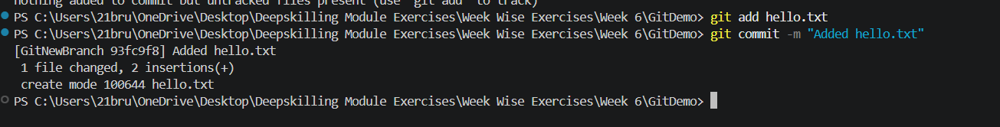 nothing added to commit but untracked files present (use "git add" to track)
PS C:\Users\21bru\OneDrive\Desktop\Deepskilling Module Exercises\Week Wise Exercises\Week 6\GitDemo> git add hello.txt
PS C:\Users\21bru\OneDrive\Desktop\Deepskilling Module Exercises\Week Wise Exercises\Week 6\GitDemo> git commit -m "Added hello.txt"
[GitNewBranch 93fc9f8] Added hello.txt
 1 file changed, 2 insertions(+)
 create mode 100644 hello.txt
PS C:\Users\21bru\OneDrive\Desktop\Deepskilling Module Exercises\Week Wise Exercises\Week 6\GitDemo>